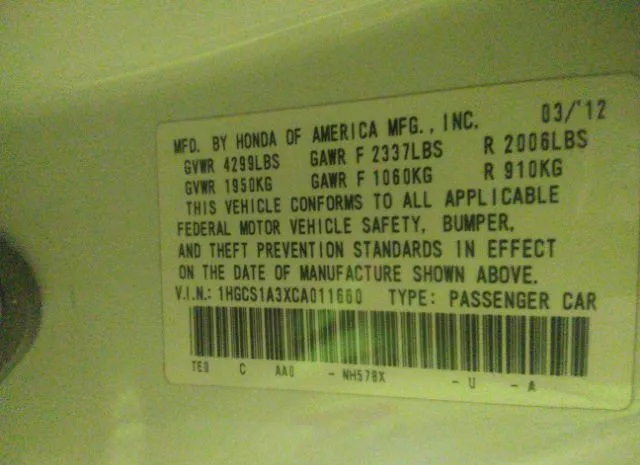 MFD. BY HONDA OF AMERICA MFG., INC. 03/'12
GVWR 4299LBS GAWR F 2337LBS R 2006LBS
GVWR 1950KG GAWR F 1060KG R 910KG
THIS VEHICLE CONFORMS TO ALL APPLICABLE
FEDERAL MOTOR VEHICLE SAFETY, BUMPER,
AND THEFT PREVENTION STANDARDS IN EFFECT
ON THE DATE OF MANUFACTURE SHOWN ABOVE.
V.I.N.: 1HGCS1A3XCA011660 TYPE: PASSENGER CAR
TE0 C AA0 - NH578X - U - A